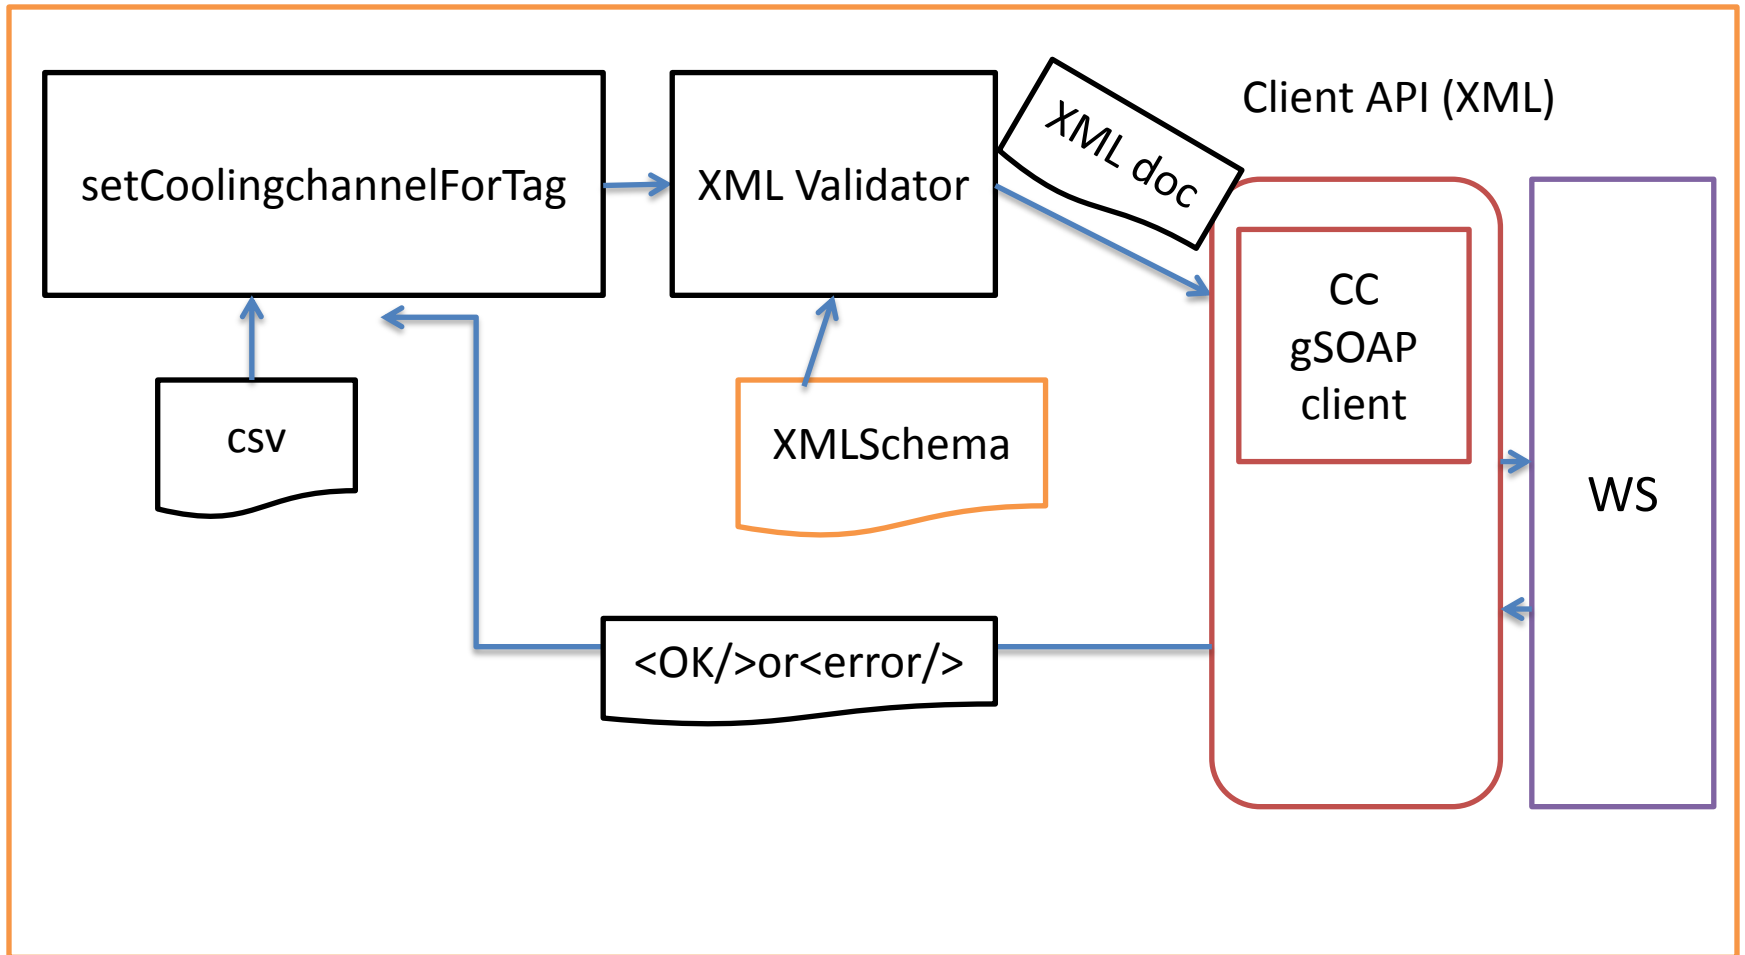 Client API (XML)
setCoolingchannelForTag
XML Validator
XML doc
CC
gSOAP
client
csv
XMLSchema
WS
<OK/>or<error/>